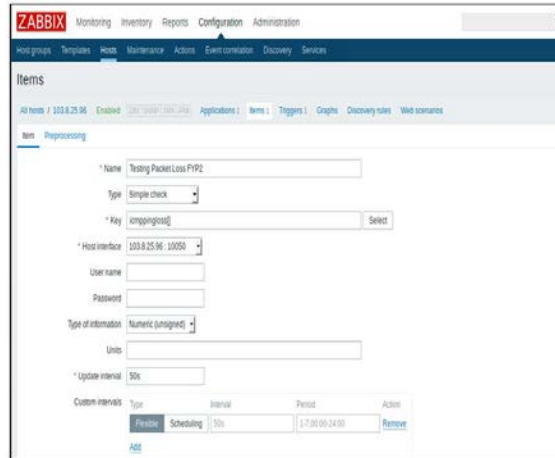 ZABBIX Monitoring Inventory Reports Configuration Administration
Host groups Templates Hosts Maintenance Actions Event correlation Discovery Services
Items
All hosts / 103.8.25.96 Enabled ZBX SNMP JMX IPMI Applications 1 Items 1 Triggers 1 Graphs Discovery rules Web scenarios
Item Preprocessing
* Name Testing Packet Loss FYP2
Type Simple check
* Key icmppingloss[] Select
* Host interface 103.8.25.96 : 10050
User name
Password
Type of information Numeric (unsigned)
Units
* Update interval 50s
Custom intervals Type Interval Period Action
Flexible Scheduling 50s 1-7,00:00-24:00 Remove
Add